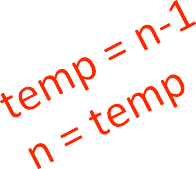 temp = n-1
n = temp